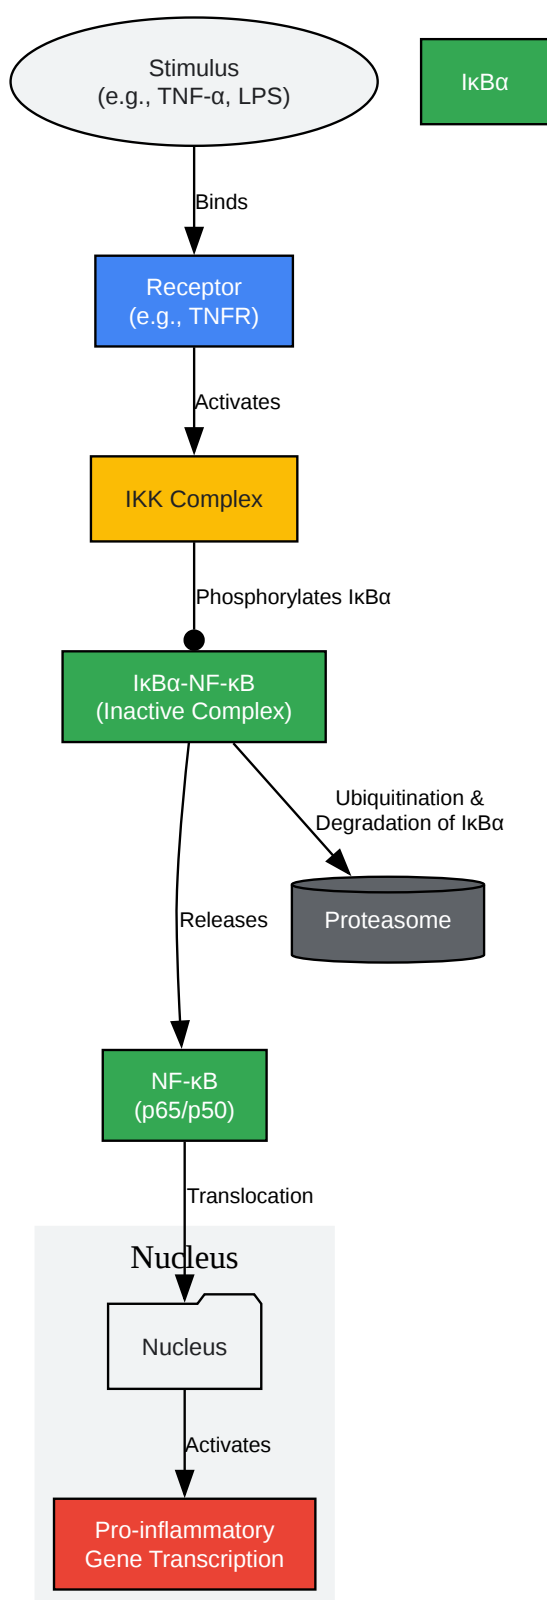 Stimulus
(e.g., TNF-α, LPS)
IκBα
Binds
Receptor
(e.g., TNFR)
Activates
IKK Complex
Phosphorylates IκBα
IκBα-NF-κB
(Inactive Complex)
Ubiquitination &
Degradation of IκBα
Proteasome
Releases
NF-κB
(p65/p50)
Translocation
Nucleus
Nucleus
Activates
Pro-inflammatory
Gene Transcription